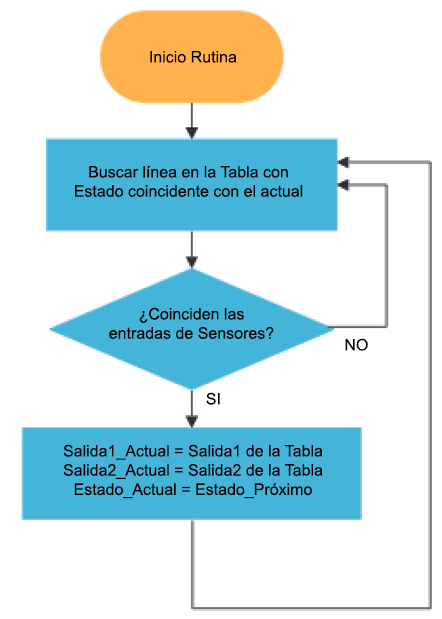 Inicio Rutina
Buscar línea en la Tabla con
Estado coincidente con el actual
¿Coinciden las
entradas de Sensores?
NO
SI
Salida1_Actual = Salida1 de la Tabla
Salida2_Actual = Salida2 de la Tabla
Estado_Actual = Estado_Próximo